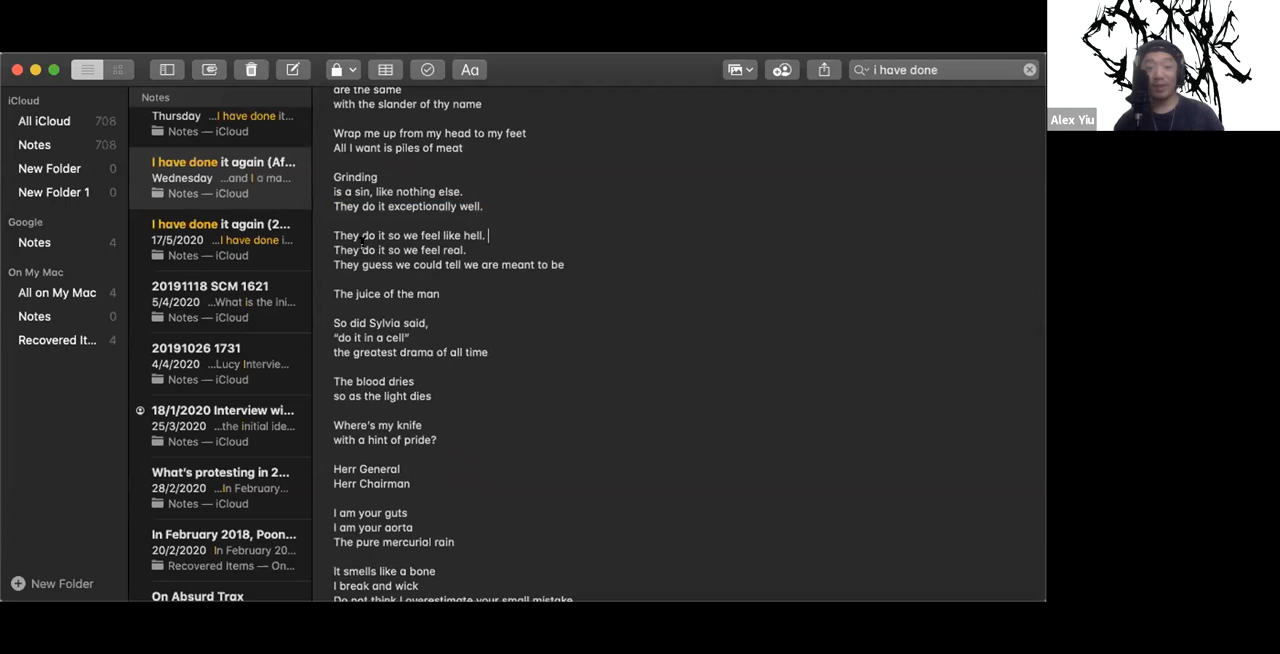 i have done
Alex Yiu
iCloud
All iCloud 708
Notes 708
New Folder 0
New Folder 1 0
Google
Notes 4
On My Mac
All on My Mac 4
Notes 0
Recovered It... 4
New Folder
Notes
Thursday ...I have done it...
Notes — iCloud
I have done it again (Af...
Wednesday ...and I a ma...
Notes — iCloud
I have done it again (2...
17/5/2020 ...I have done i...
Notes — iCloud
20191118 SCM 1621
5/4/2020 ...What is the ini...
Notes — iCloud
20191026 1731
4/4/2020 ...Lucy Intervie...
Notes — iCloud
18/1/2020 Interview wi...
25/3/2020 ...the initial ide...
Notes — iCloud
What's protesting in 2...
28/2/2020 ...In February...
Notes — iCloud
In February 2018, Poon...
20/2/2020 In February 20...
Recovered Items — On...
On Absurd Trax
Aa
are the same
with the slander of thy name
Wrap me up from my head to my feet
All I want is piles of meat
Grinding
is a sin, like nothing else.
They do it exceptionally well.
They do it so we feel like hell.
They do it so we feel real.
They guess we could tell we are meant to be
The juice of the man
So did Sylvia said,
“do it in a cell”
the greatest drama of all time
The blood dries
so as the light dies
Where's my knife
with a hint of pride?
Herr General
Herr Chairman
I am your guts
I am your aorta
The pure mercurial rain
It smells like a bone
I break and wick
Do not think I overestimate your small mistake